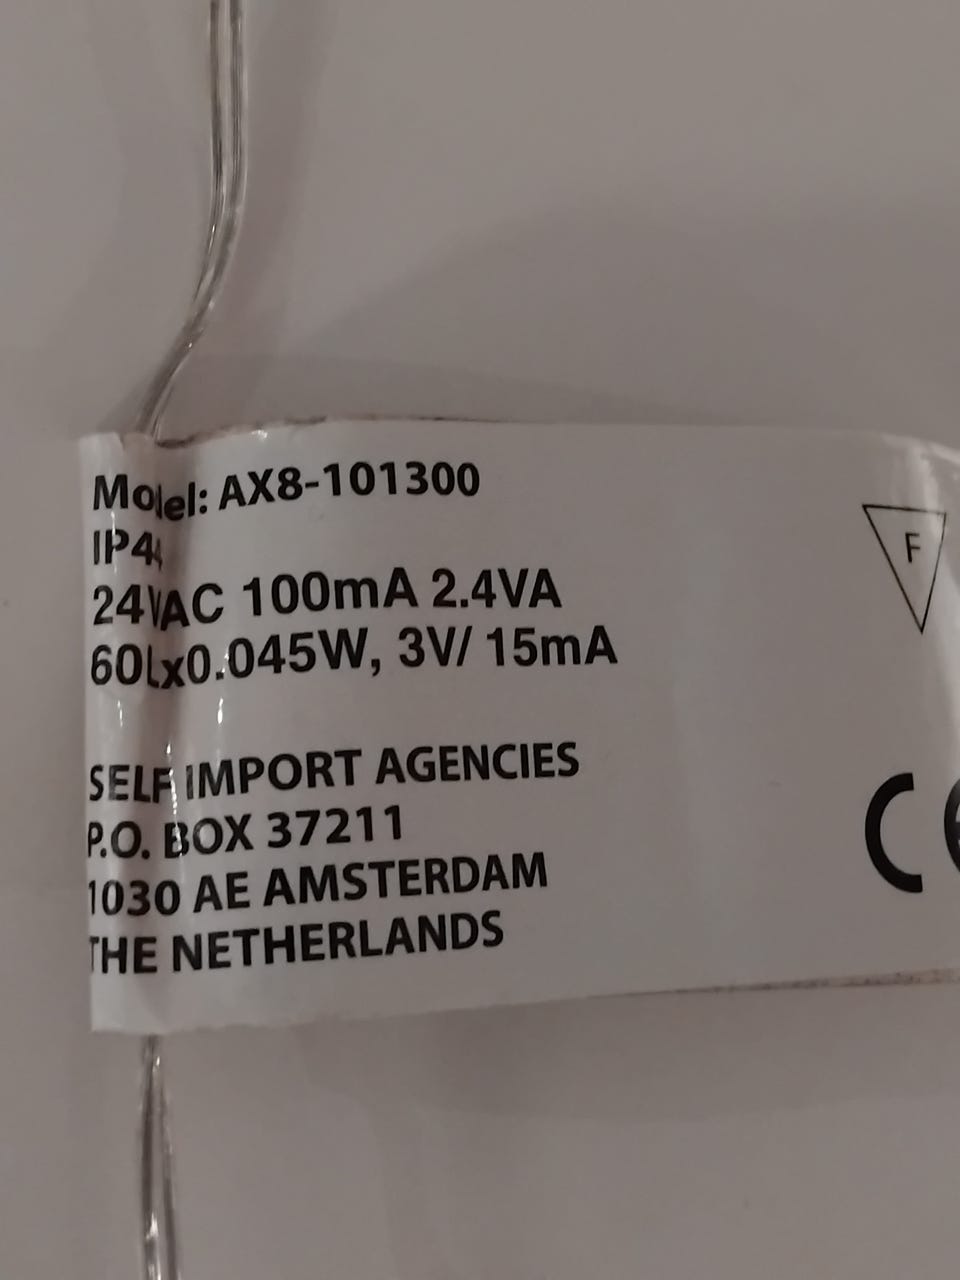 Model: AX8-101300
IP44
24VAC 100mA 2.4VA
60Lx0.045W, 3V/ 15mA
F
SELF IMPORT AGENCIES
P.O. BOX 37211
1030 AE AMSTERDAM
THE NETHERLANDS
CE